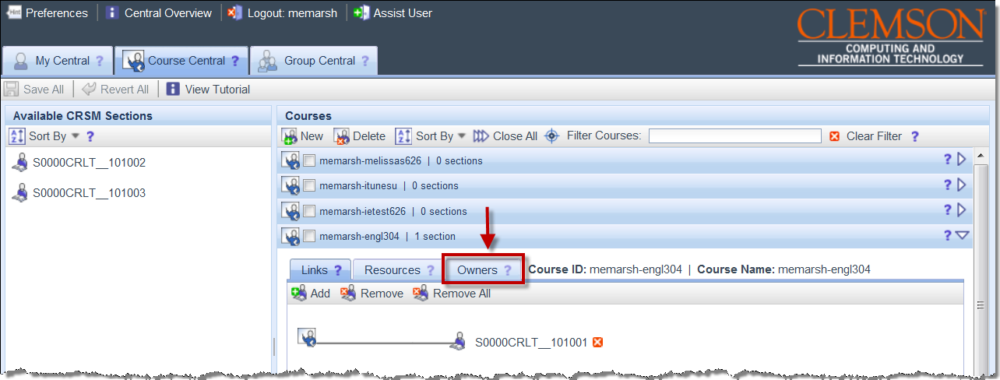 Hint Preferences Central Overview Logout: memarsh Assist User
CLEMSON
COMPUTING AND
INFORMATION TECHNOLOGY
My Central ? Course Central ? Group Central ?
Save All Revert All View Tutorial
Available CRSM Sections
Sort By ?
S0000CRLT__101002
S0000CRLT__101003
Courses
New Delete Sort By Close All Filter Courses: Clear Filter ?
memarsh-melissas626 | 0 sections ?
memarsh-itunesu | 0 sections ?
memarsh-ietest626 | 0 sections ?
memarsh-engl304 | 1 section ?
Links ? Resources ? Owners ? Course ID: memarsh-engl304 | Course Name: memarsh-engl304
Add Remove Remove All
S0000CRLT__101001